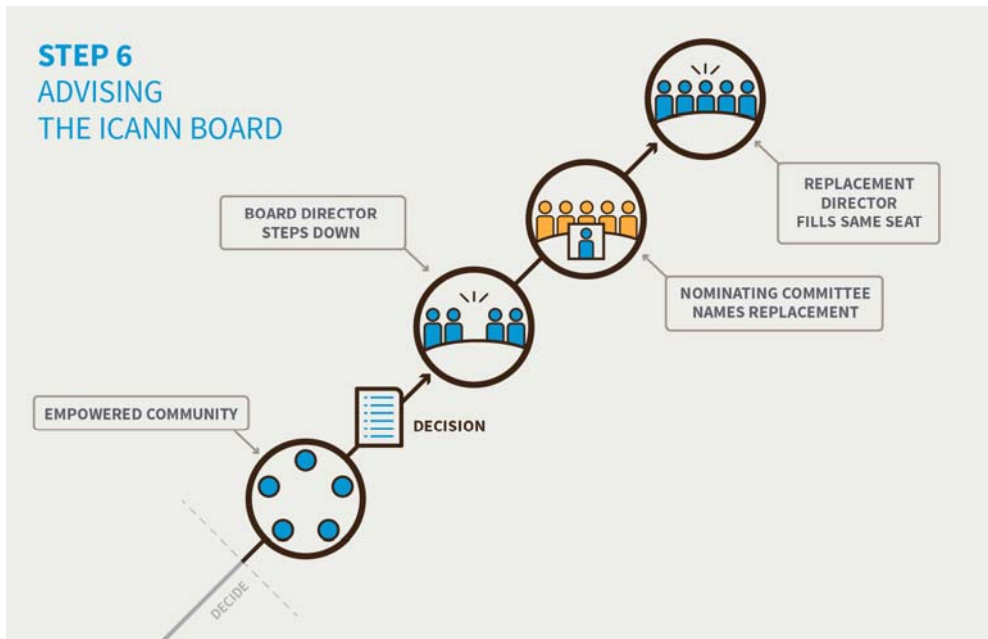 STEP 6
ADVISING
THE ICANN BOARD
REPLACEMENT
DIRECTOR
FILLS SAME SEAT
BOARD DIRECTOR
STEPS DOWN
NOMINATING COMMITTEE
NAMES REPLACEMENT
EMPOWERED COMMUNITY
DECISION
DECIDE